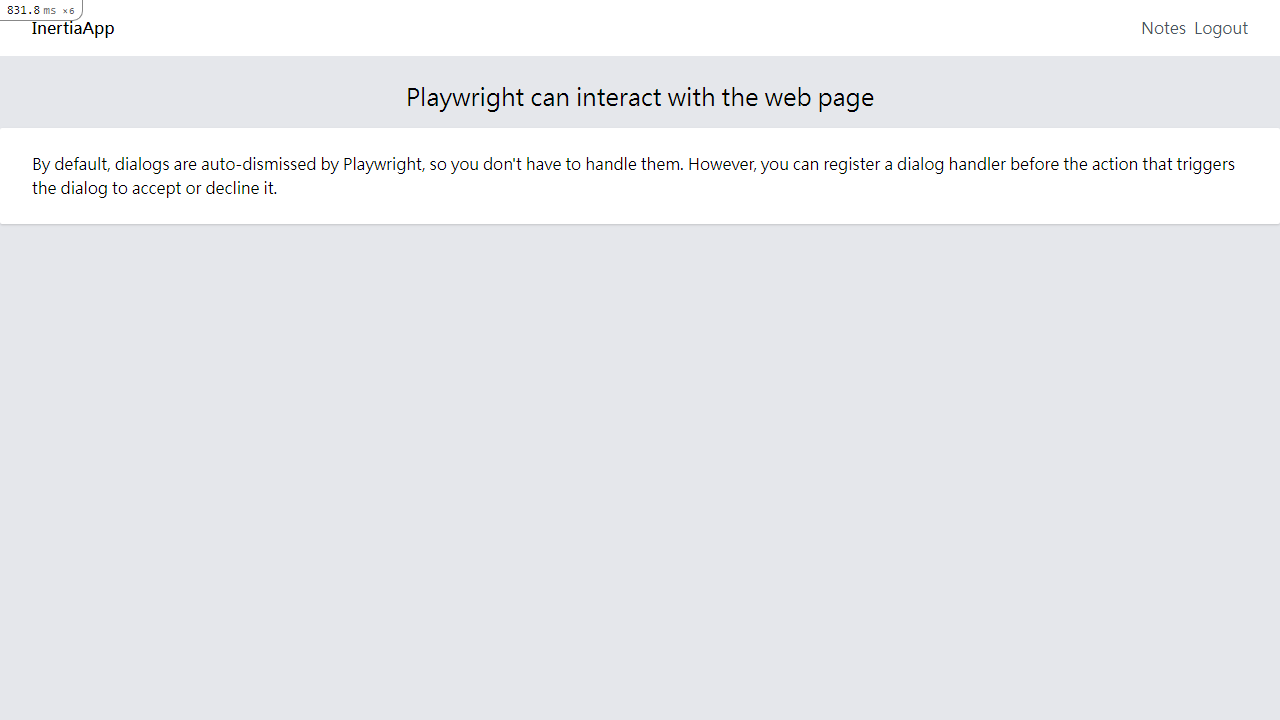 831.8 ms ×6
InertiaApp
Notes Logout
Playwright can interact with the web page
By default, dialogs are auto-dismissed by Playwright, so you don't have to handle them. However, you can register a dialog handler before the action that triggers
the dialog to accept or decline it.